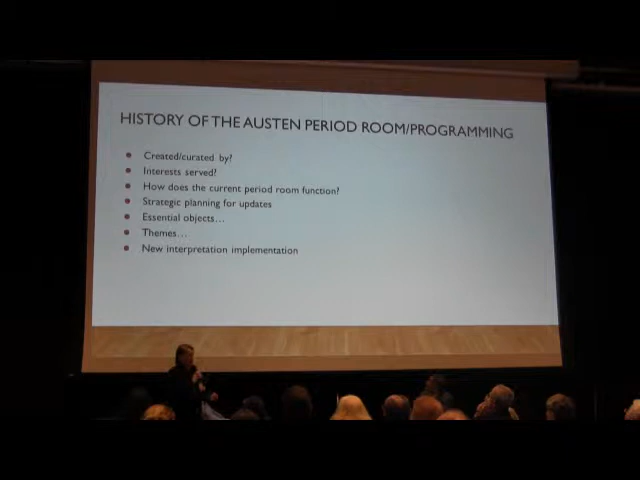 HISTORY OF THE AUSTEN PERIOD ROOM/PROGRAMMING
• Created/curated by?
• Interests served?
• How does the current period room function?
• Strategic planning for updates
• Essential objects...
• Themes...
• New interpretation implementation